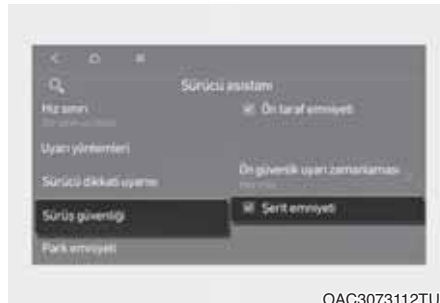 Sürücü asistanı
Hız sınırı
Ön taraf emniyeti
Uyarı yöntemleri
Sürücü dikkati uyarısı
Ön güvenlik uyarı zamanlaması
Sürüş güvenliği
Şerit emniyeti
Park emniyeti
OAC3073112TU